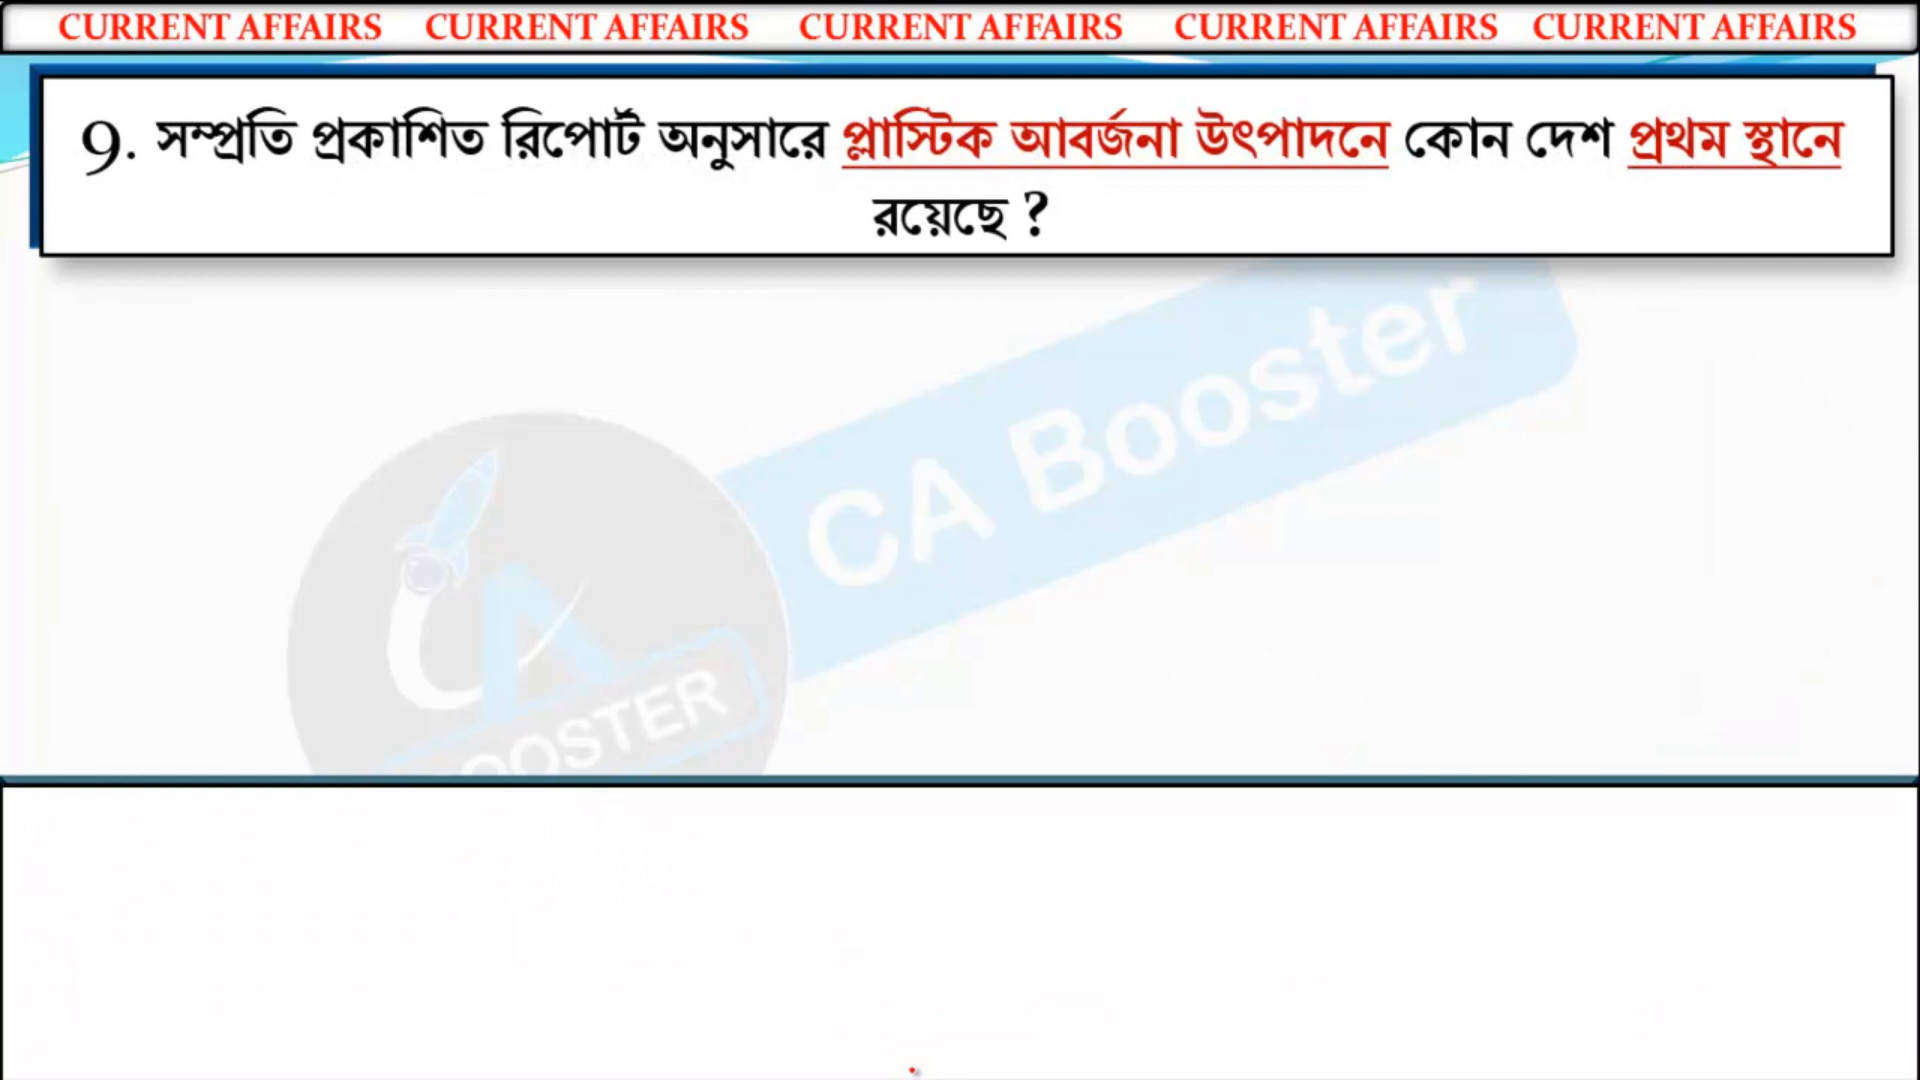 CURRENT AFFAIRS CURRENT AFFAIRS CURRENT AFFAIRS CURRENT AFFAIRS CURRENT AFFAIRS
9. সম্প্রতি প্রকাশিত রিপোর্ট অনুসারে প্লাস্টিক আবর্জনা উৎপাদনে কোন দেশ প্রথম স্থানে
রয়েছে ?
CA Booster
CA
OOSTER